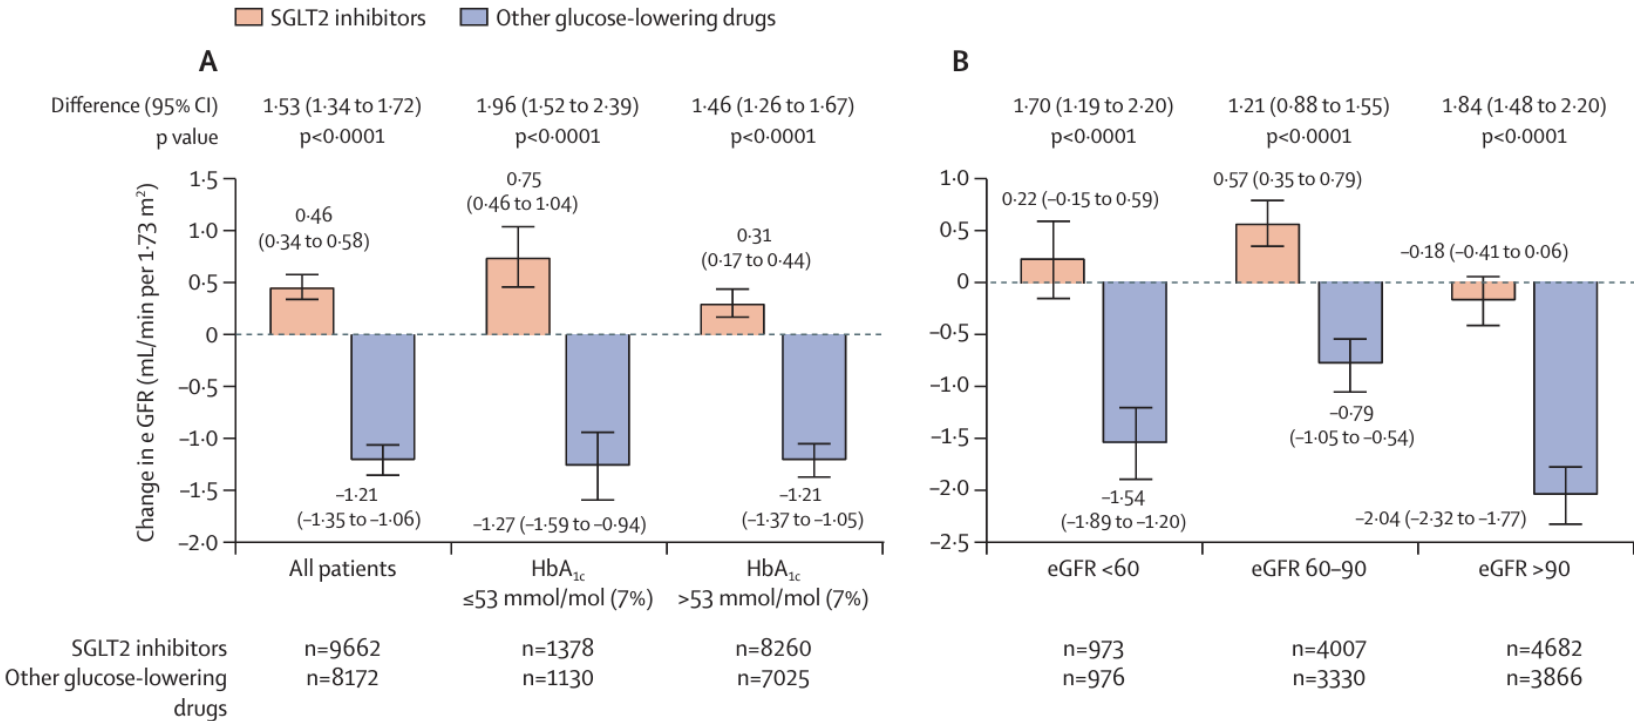 SGLT2 inhibitors Other glucose-lowering drugs
A
Difference (95% CI) 1·53 (1·34 to 1·72) 1·96 (1·52 to 2·39) 1·46 (1·26 to 1·67)
p value p<0·0001 p<0·0001 p<0·0001
Change in e GFR (mL/min per 1·73 m²)
1·5
1·0
0·5
0
–0·5
–1·0
–1·5
–2·0
0·46
(0·34 to 0·58)
–1·21
(–1·35 to –1·06)
0·75
(0·46 to 1·04)
–1·27 (–1·59 to –0·94)
0·31
(0·17 to 0·44)
–1·21
(–1·37 to –1·05)
All patients
HbA1c
≤53 mmol/mol (7%)
HbA1c
>53 mmol/mol (7%)
B
1·70 (1·19 to 2·20) 1·21 (0·88 to 1·55) 1·84 (1·48 to 2·20)
p<0·0001 p<0·0001 p<0·0001
1·0
0·5
0
–0·5
–1·0
–1·5
–2·0
–2·5
0·22 (–0·15 to 0·59)
–1·54
(–1·89 to –1·20)
0·57 (0·35 to 0·79)
–0·79
(–1·05 to –0·54)
–0·18 (–0·41 to 0·06)
–2·04 (–2·32 to –1·77)
eGFR <60 eGFR 60–90 eGFR >90
SGLT2 inhibitors n=9662 n=1378 n=8260 n=973 n=4007 n=4682
Other glucose-lowering n=8172 n=1130 n=7025 n=976 n=3330 n=3866
drugs